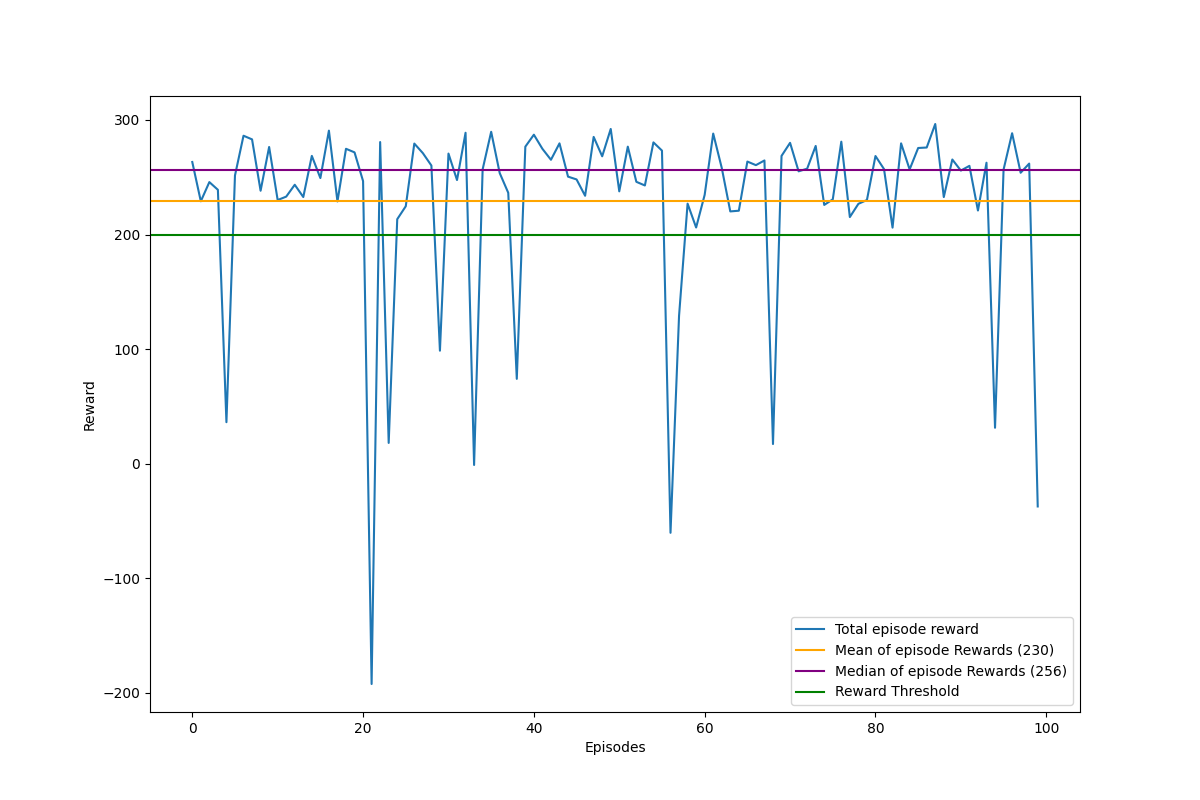 300
200
100
0
−100
−200
Reward
0 20 40 60 80 100
Episodes
Total episode reward
Mean of episode Rewards (230)
Median of episode Rewards (256)
Reward Threshold